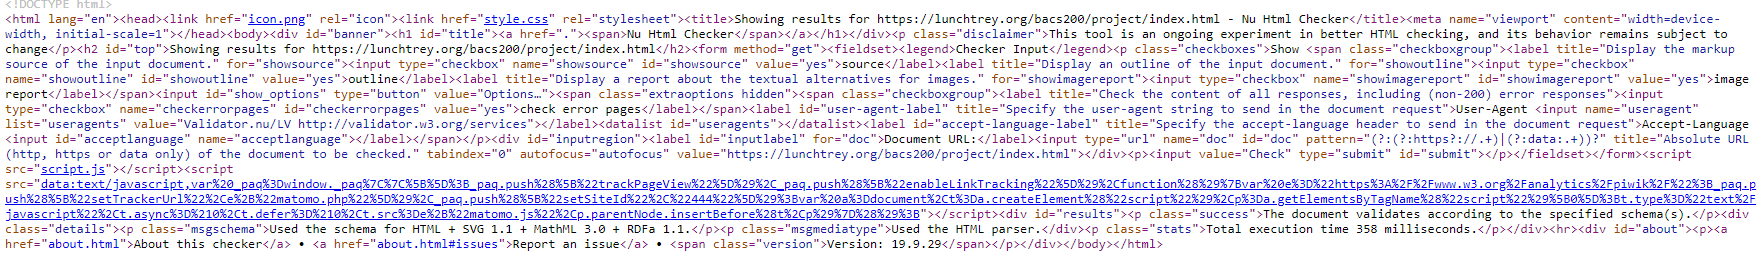 <!DOCTYPE html>
<html lang="en"><head><link href="icon.png" rel="icon"><link href="style.css" rel="stylesheet"><title>Showing results for https://lunchtrey.org/bacs200/project/index.html - Nu Html Checker</title><meta name="viewport" content="width=device-
width, initial-scale=1"></head><body><div id="banner"><h1 id="title"><a href="."><span>Nu Html Checker</span></a></h1></div><p class="disclaimer">This tool is an ongoing experiment in better HTML checking, and its behavior remains subject to
change</p><h2 id="top">Showing results for https://lunchtrey.org/bacs200/project/index.html</h2><form method="get"><fieldset><legend>Checker Input</legend><p class="checkboxes">Show <span class="checkboxgroup"><label title="Display the markup
source of the input document." for="showsource"><input type="checkbox" name="showsource" id="showsource" value="yes">source</label><label title="Display an outline of the input document." for="showoutline"><input type="checkbox"
name="showoutline" id="showoutline" value="yes">outline</label><label title="Display a report about the textual alternatives for images." for="showimagereport"><input type="checkbox" name="showimagereport" id="showimagereport" value="yes">image
report</label></span><input id="show_options" type="button" value="Options…"><span class="extraoptions hidden"><span class="checkboxgroup"><label title="Check the content of all responses, including (non-200) error responses"><input
type="checkbox" name="checkerrorpages" id="checkerrorpages" value="yes">check error pages</label></span><label id="user-agent-label" title="Specify the user-agent string to send in the document request">User-Agent <input name="useragent"
list="useragents" value="Validator.nu/LV http://validator.w3.org/services"></label><datalist id="useragents"></datalist><label id="accept-language-label" title="Specify the accept-language header to send in the document request">Accept-Language
<input id="acceptlanguage" name="acceptlanguage"></label></span></p><div id="inputregion"><label id="inputlabel" for="doc">Document URL:</label><input type="url" name="doc" id="doc" pattern="(?:(?:https?://.+)|(?:data:.+))?" title="Absolute URL
(http, https or data only) of the document to be checked." tabindex="0" autofocus="autofocus" value="https://lunchtrey.org/bacs200/project/index.html"></div><p><input value="Check" type="submit" id="submit"></p></fieldset></form><script
src="script.js"></script><script
src="data:text/javascript,var%20_paq%3Dwindow._paq%7C%7C%5B%5D%3B_paq.push%28%5B%22trackPageView%22%5D%29%2C_paq.push%28%5B%22enableLinkTracking%22%5D%29%2Cfunction%28%29%7Bvar%20e%3D%22https%3A%2F%2Fwww.w3.org%2Fanalytics%2Fpiwik%2F%22%3B_paq.p
ush%28%5B%22setTrackerUrl%22%2Ce%2B%22matomo.php%22%5D%29%2C_paq.push%28%5B%22setSiteId%22%2C%22444%22%5D%29%3Bvar%20a%3Ddocument%2Ct%3Da.createElement%28%22script%22%29%2Cp%3Da.getElementsByTagName%28%22script%22%29%5B0%5D%3Bt.type%3D%22text%2F
javascript%22%2Ct.async%3D%210%2Ct.defer%3D%210%2Ct.src%3De%2B%22matomo.js%22%2Cp.parentNode.insertBefore%28t%2Cp%29%7D%28%29%3B"></script><div id="results"><p class="success">The document validates according to the specified schema(s).</p><div
class="details"><p class="msgschema">Used the schema for HTML + SVG 1.1 + MathML 3.0 + RDFa 1.1.</p><p class="msgmediatype">Used the HTML parser.</div><p class="stats">Total execution time 358 milliseconds.</p></div><hr><div id="about"><p><a
href="about.html">About this checker</a> • <a href="about.html#issues">Report an issue</a> • <span class="version">Version: 19.9.29</span></p></div></body></html>